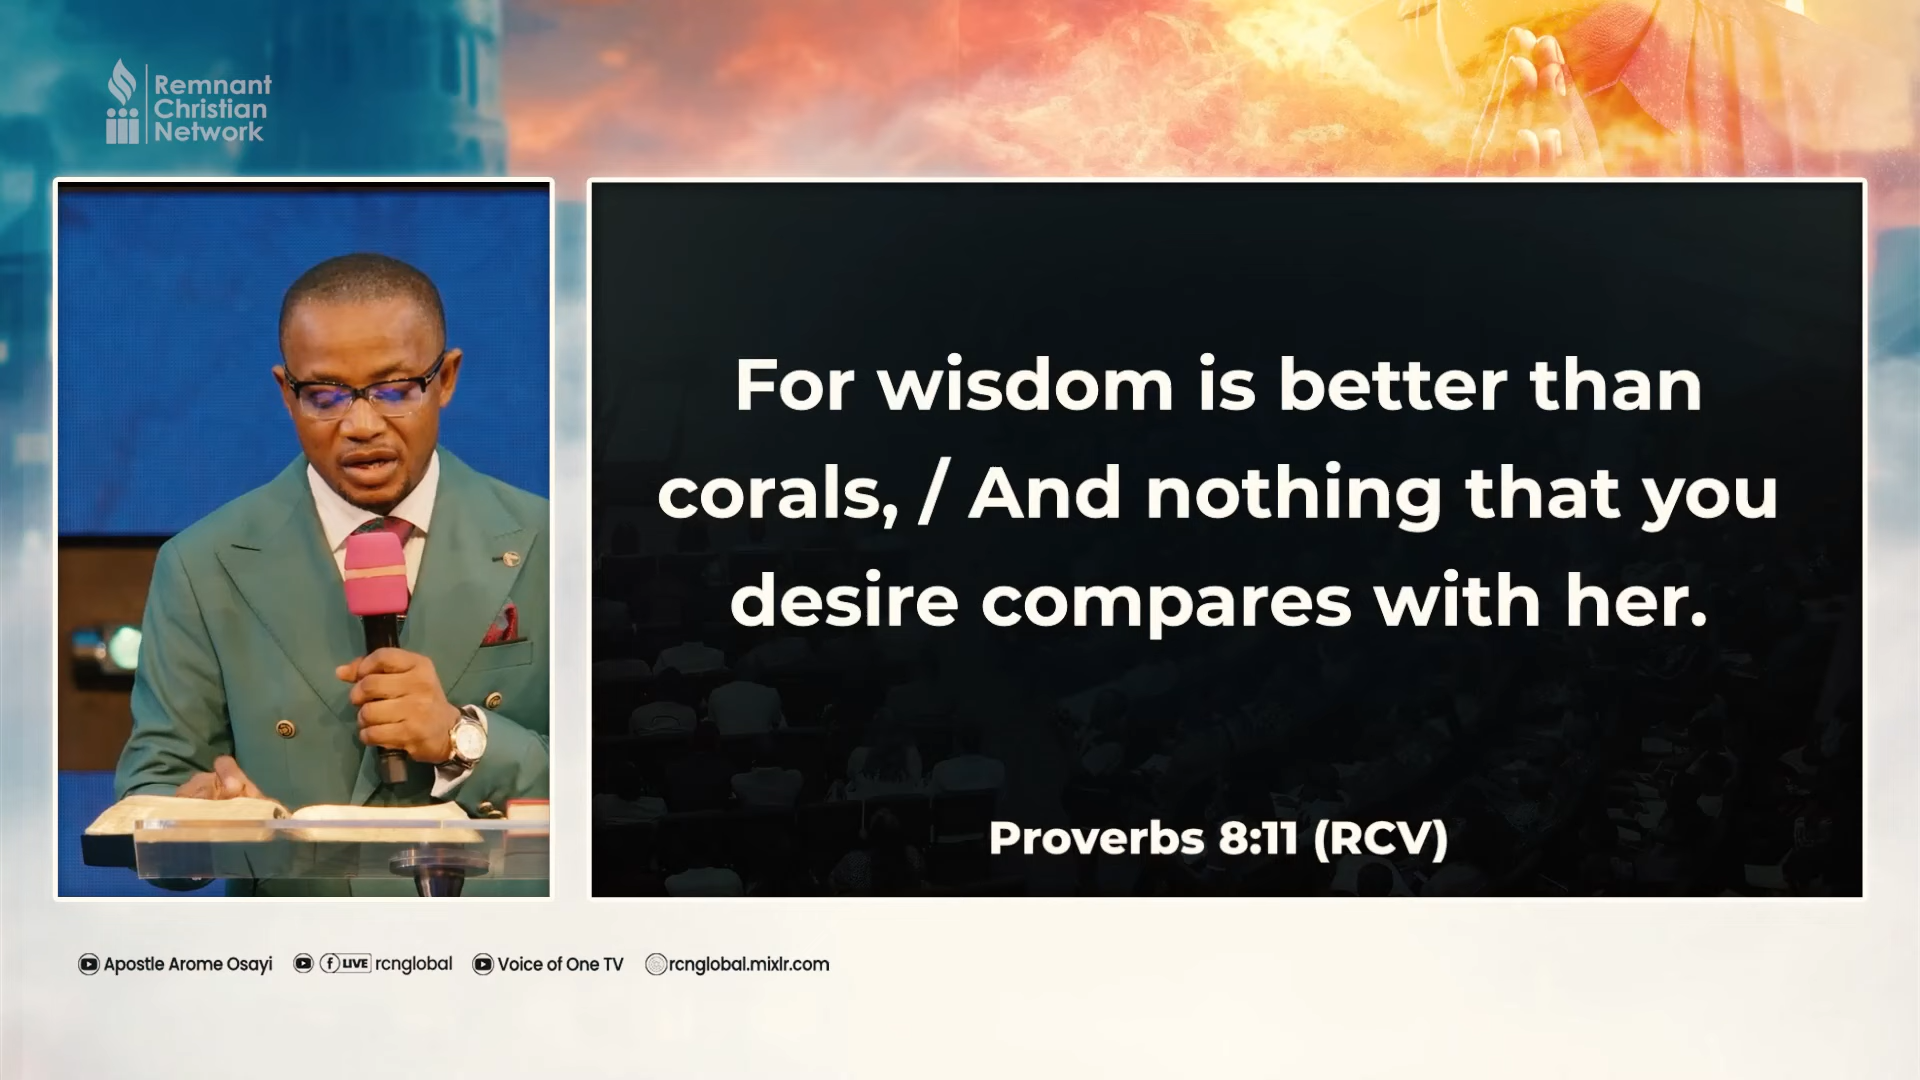 Remnant
Christian
Network
For wisdom is better than
corals, / And nothing that you
desire compares with her.
Proverbs 8:11 (RCV)
Apostle Arome Osayi f LIVE rcnglobal Voice of One TV rcnglobal.mixlr.com